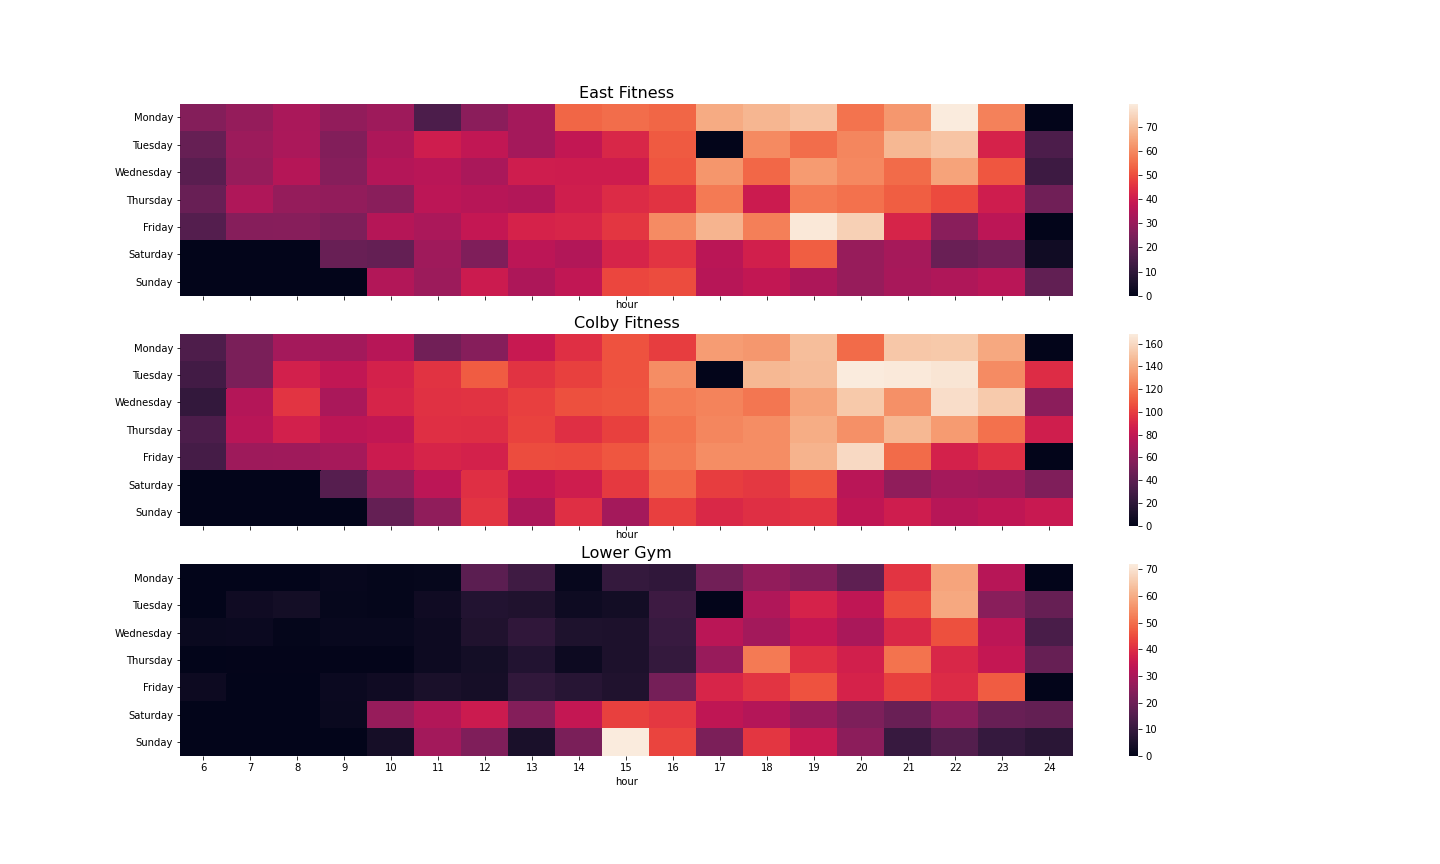 East Fitness
Monday
Tuesday
Wednesday
Thursday
Friday
Saturday
Sunday
hour
70
60
50
40
30
20
10
0
Colby Fitness
Monday
Tuesday
Wednesday
Thursday
Friday
Saturday
Sunday
hour
160
140
120
100
80
60
40
20
0
Lower Gym
Monday
Tuesday
Wednesday
Thursday
Friday
Saturday
Sunday
6 7 8 9 10 11 12 13 14 15 16 17 18 19 20 21 22 23 24
hour
70
60
50
40
30
20
10
0